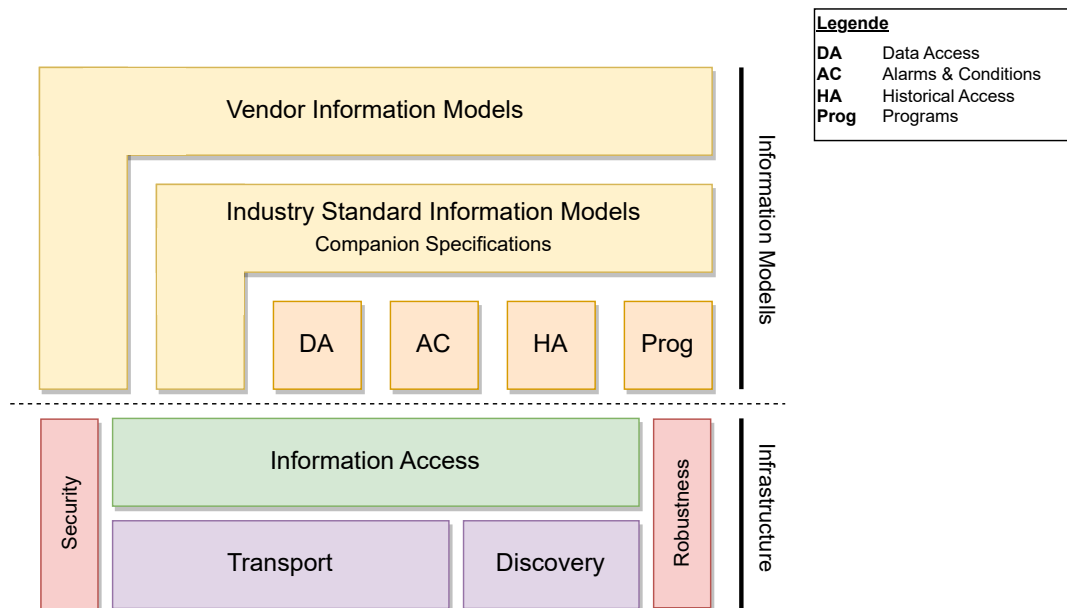 Legende
DA Data Access
AC Alarms & Conditions
HA Historical Access
Prog Programs
Vendor Information Models
Industry Standard Information Models
Companion Specifications
DA AC HA Prog
Information Modells
Security
Information Access
Transport
Discovery
Robustness
Infrastructure